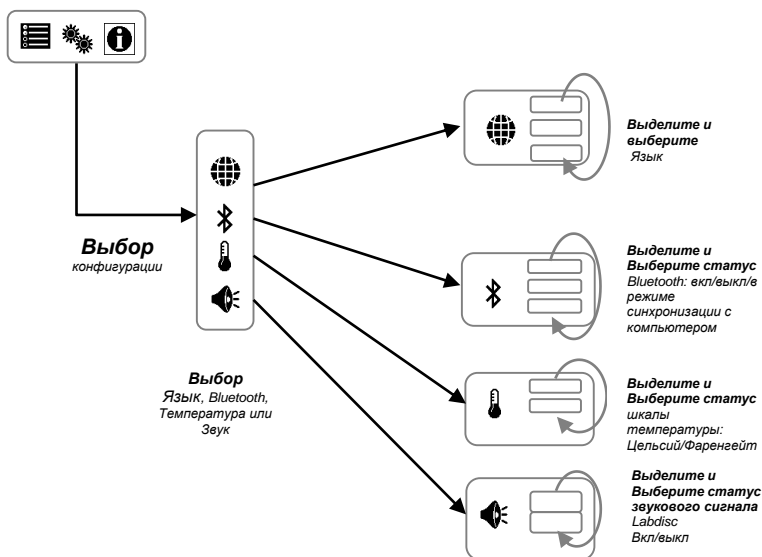 Выбор
конфигурации
Выбор
Язык, Bluetooth,
Температура или
Звук
Выделите и
выберите
Язык
Выделите и
Выберите статус
Bluetooth: вкл/выкл/в
режиме
синхронизации с
компьютером
Выделите и
Выберите статус
шкалы
температуры:
Цельсий/Фаренгейт
Выделите и
Выберите статус
звукового сигнала
Labdisc
Вкл/выкл